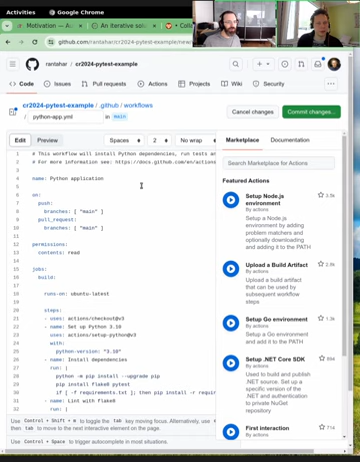 Activities
Google Chrome
Motivation —
An iterative so
Colla
github.com/rantahar/cr2024-pytest-example/new/
rantahar/cr2024-pytest-example
Code
Issues
Pull requests
Actions
Projects
Wiki
Security
cr2024-pytest-example / .github / workflows
/ python-app.yml in main
Cancel changes
Commit changes...
Edit
Preview
Spaces
2
No wrap
1 # This workflow will install Python dependencies, run tests an
2 # For more information see: https://docs.github.com/en/actions
3
4 name: Python application
5
6 on:
7 push:
8 branches: [ "main" ]
9 pull_request:
10 branches: [ "main" ]
11
12 permissions:
13 contents: read
14
15 jobs:
16 build:
17
18 runs-on: ubuntu-latest
19
20 steps:
21 - uses: actions/checkout@v3
22 - name: Set up Python 3.10
23 uses: actions/setup-python@v3
24 with:
25 python-version: "3.10"
26 - name: Install dependencies
27 run: |
28 python -m pip install --upgrade pip
29 pip install flake8 pytest
30 if [ -f requirements.txt ]; then pip install -r requir
31 - name: Lint with flake8
32 run: |
Use Control + Shift + m to toggle the tab key moving focus. Alternatively, use
then tab to move to the next interactive element on the page.
Use Control + Space to trigger autocomplete in most situations.
Marketplace
Documentation
Search Marketplace for Actions
Featured Actions
Setup Node.js
environment
By actions
Setup a Node.js
environment by adding
problem matchers and
optionally downloading
and adding it to the PATH
Upload a Build Artifact
By actions
Upload a build artifact
that can be used by
subsequent workflow
steps
Setup Go environment
By actions
Setup a Go environment
and add it to the PATH
Setup .NET Core SDK
By actions
Used to build and publish
.NET source. Set up a
specific version of the
.NET and authentication
to private NuGet
repository
First interaction
By actions